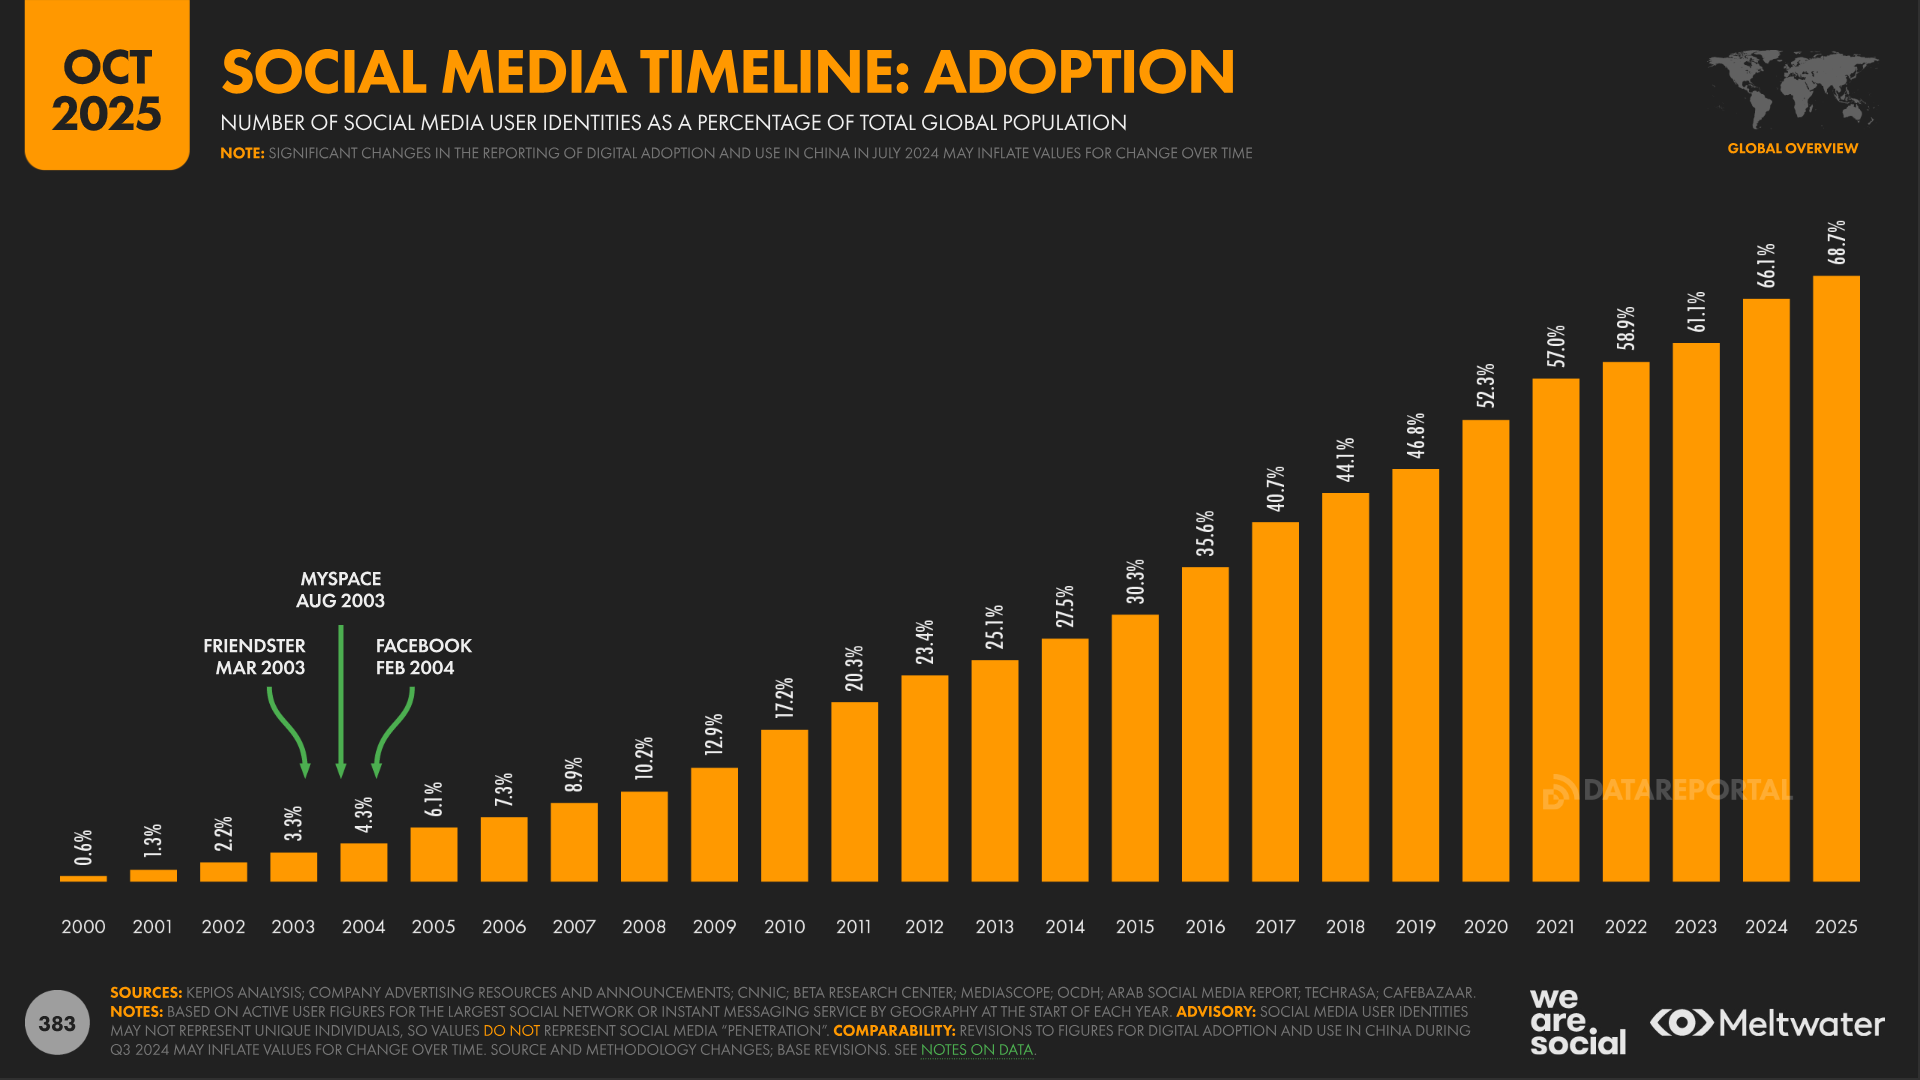 OCT
2025
SOCIAL MEDIA TIMELINE: ADOPTION
NUMBER OF SOCIAL MEDIA USER IDENTITIES AS A PERCENTAGE OF TOTAL GLOBAL POPULATION
NOTE: SIGNIFICANT CHANGES IN THE REPORTING OF DIGITAL ADOPTION AND USE IN CHINA IN JULY 2024 MAY INFLATE VALUES FOR CHANGE OVER TIME
GLOBAL OVERVIEW
MYSPACE
AUG 2003
FRIENDSTER
MAR 2003
FACEBOOK
FEB 2004
0.6%
1.3%
2.2%
3.3%
4.3%
6.1%
7.3%
8.9%
10.2%
12.9%
17.2%
20.3%
23.4%
25.1%
27.5%
30.3%
35.6%
40.7%
44.1%
46.8%
52.3%
57.0%
58.9%
61.1%
66.1%
68.7%
DATAREPORTAL
2000 2001 2002 2003 2004 2005 2006 2007 2008 2009 2010 2011 2012 2013 2014 2015 2016 2017 2018 2019 2020 2021 2022 2023 2024 2025
383
SOURCES: KEPIOS ANALYSIS; COMPANY ADVERTISING RESOURCES AND ANNOUNCEMENTS; CNNIC; BETA RESEARCH CENTER; MEDIASCOPE; OCDH; ARAB SOCIAL MEDIA REPORT; TECHRASA; CAFEBAZAAR.
NOTES: BASED ON ACTIVE USER FIGURES FOR THE LARGEST SOCIAL NETWORK OR INSTANT MESSAGING SERVICE BY GEOGRAPHY AT THE START OF EACH YEAR. ADVISORY: SOCIAL MEDIA USER IDENTITIES
MAY NOT REPRESENT UNIQUE INDIVIDUALS, SO VALUES DO NOT REPRESENT SOCIAL MEDIA “PENETRATION”. COMPARABILITY: REVISIONS TO FIGURES FOR DIGITAL ADOPTION AND USE IN CHINA DURING
Q3 2024 MAY INFLATE VALUES FOR CHANGE OVER TIME. SOURCE AND METHODOLOGY CHANGES; BASE REVISIONS. SEE NOTES ON DATA.
we
are
social
Meltwater